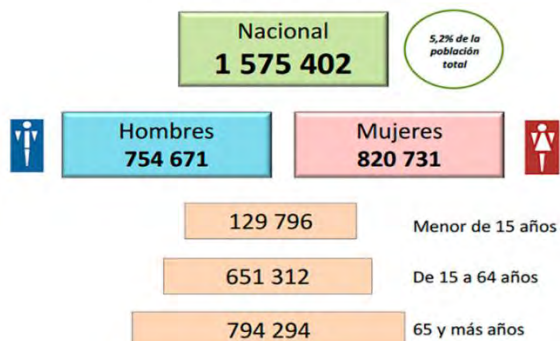 Nacional
1 575 402
5,2% de la
población
total
Hombres
754 671
Mujeres
820 731
129 796
Menor de 15 años
651 312
De 15 a 64 años
794 294
65 y más años